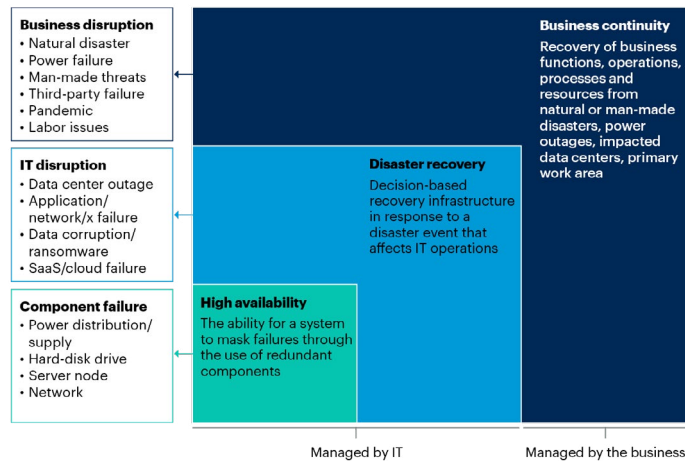 Business disruption
• Natural disaster
• Power failure
• Man-made threats
• Third-party failure
• Pandemic
• Labor issues
IT disruption
• Data center outage
• Application/
network/x failure
• Data corruption/
ransomware
• SaaS/cloud failure
Component failure
• Power distribution/
supply
• Hard-disk drive
• Server node
• Network
High availability
The ability for a system
to mask failures through
the use of redundant
components
Disaster recovery
Decision-based
recovery infrastructure
in response to a
disaster event that
affects IT operations
Business continuity
Recovery of business
functions, operations,
processes and
resources from
natural or man-made
disasters, power
outages, impacted
data centers, primary
work area
Managed by IT
Managed by the business